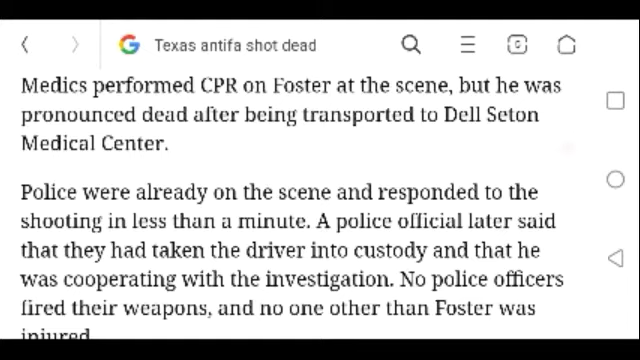 Texas antifa shot dead
Medics performed CPR on Foster at the scene, but he was
pronounced dead after being transported to Dell Seton
Medical Center.
Police were already on the scene and responded to the
shooting in less than a minute. A police official later said
that they had taken the driver into custody and that he
was cooperating with the investigation. No police officers
fired their weapons, and no one other than Foster was
injured